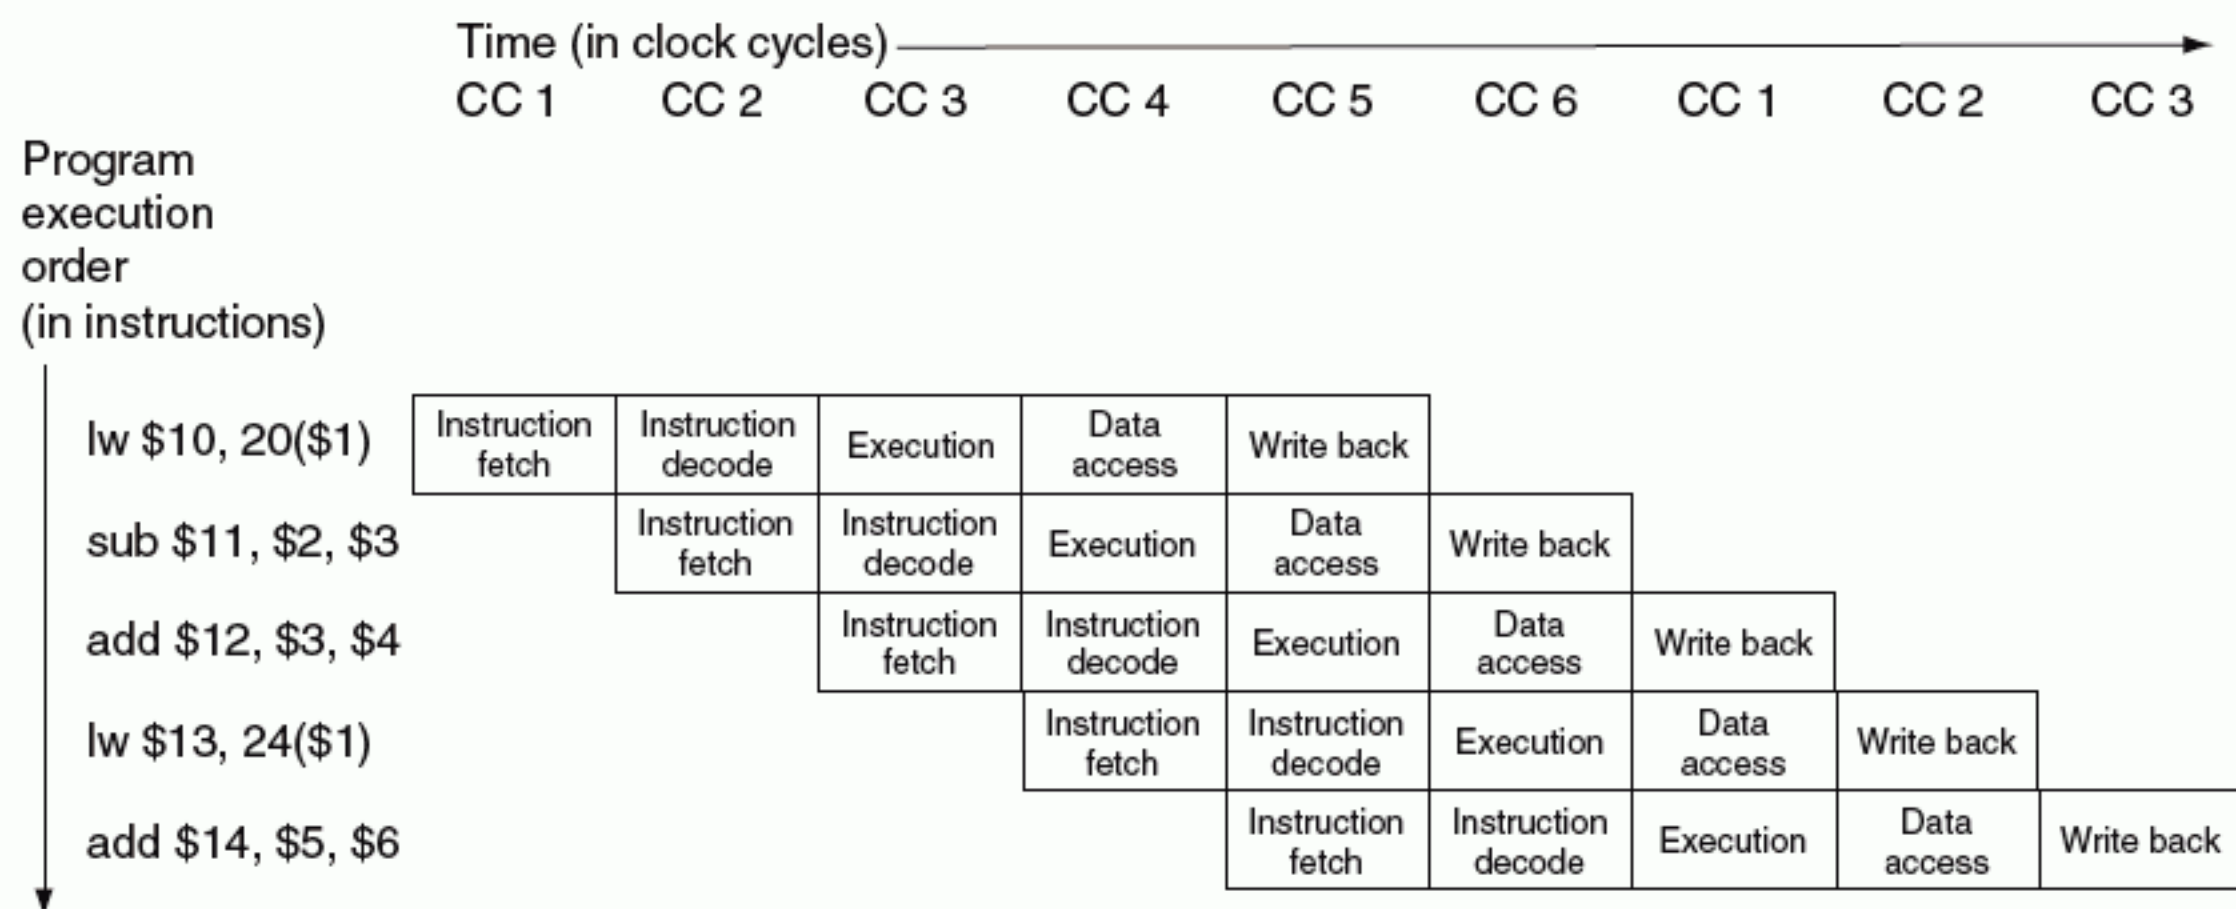 Time (in clock cycles)
CC 1 CC 2 CC 3 CC 4 CC 5 CC 6 CC 1 CC 2 CC 3
Program
execution
order
(in instructions)
lw $10, 20($1)
Instruction
fetch
Instruction
decode
Execution
Data
access
Write back
sub $11, $2, $3
Instruction
fetch
Instruction
decode
Execution
Data
access
Write back
add $12, $3, $4
Instruction
fetch
Instruction
decode
Execution
Data
access
Write back
lw $13, 24($1)
Instruction
fetch
Instruction
decode
Execution
Data
access
Write back
add $14, $5, $6
Instruction
fetch
Instruction
decode
Execution
Data
access
Write back